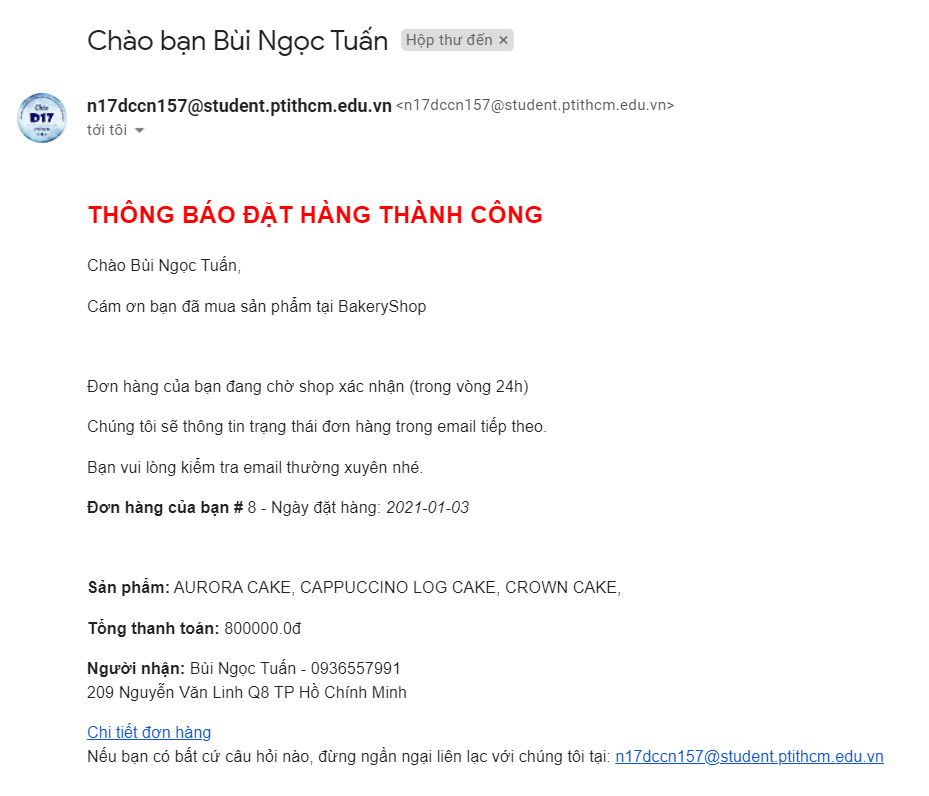 Chào bạn Bùi Ngọc Tuấn Hộp thư đến ×
Chào
D17
n17dccn157@student.ptithcm.edu.vn <n17dccn157@student.ptithcm.edu.vn>
tới tôi
THÔNG BÁO ĐẶT HÀNG THÀNH CÔNG
Chào Bùi Ngọc Tuấn,
Cám ơn bạn đã mua sản phẩm tại BakeryShop
Đơn hàng của bạn đang chờ shop xác nhận (trong vòng 24h)
Chúng tôi sẽ thông tin trạng thái đơn hàng trong email tiếp theo.
Bạn vui lòng kiểm tra email thường xuyên nhé.
Đơn hàng của bạn # 8 - Ngày đặt hàng: 2021-01-03
Sản phẩm: AURORA CAKE, CAPPUCCINO LOG CAKE, CROWN CAKE,
Tổng thanh toán: 800000.0đ
Người nhận: Bùi Ngọc Tuấn - 0936557991
209 Nguyễn Văn Linh Q8 TP Hồ Chính Minh
Chi tiết đơn hàng
Nếu bạn có bất cứ câu hỏi nào, đừng ngần ngại liên lạc với chúng tôi tại: n17dccn157@student.ptithcm.edu.vn